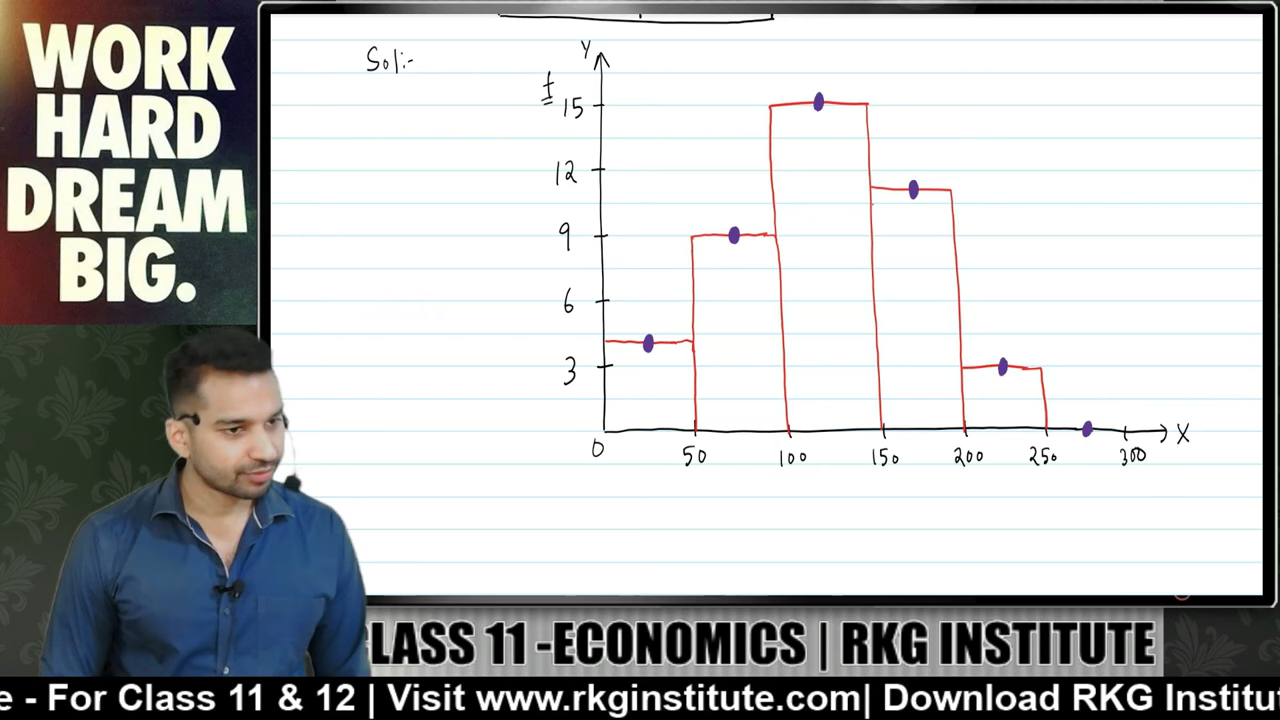 WORK
HARD
DREAM
BIG.
Sol:-
Y
f
15
12
9
6
3
0
50
100
150
200
250
300
X
CLASS 11 -ECONOMICS | RKG INSTITUTE
e - For Class 11 & 12 | Visit www.rkginstitute.com| Download RKG Institu